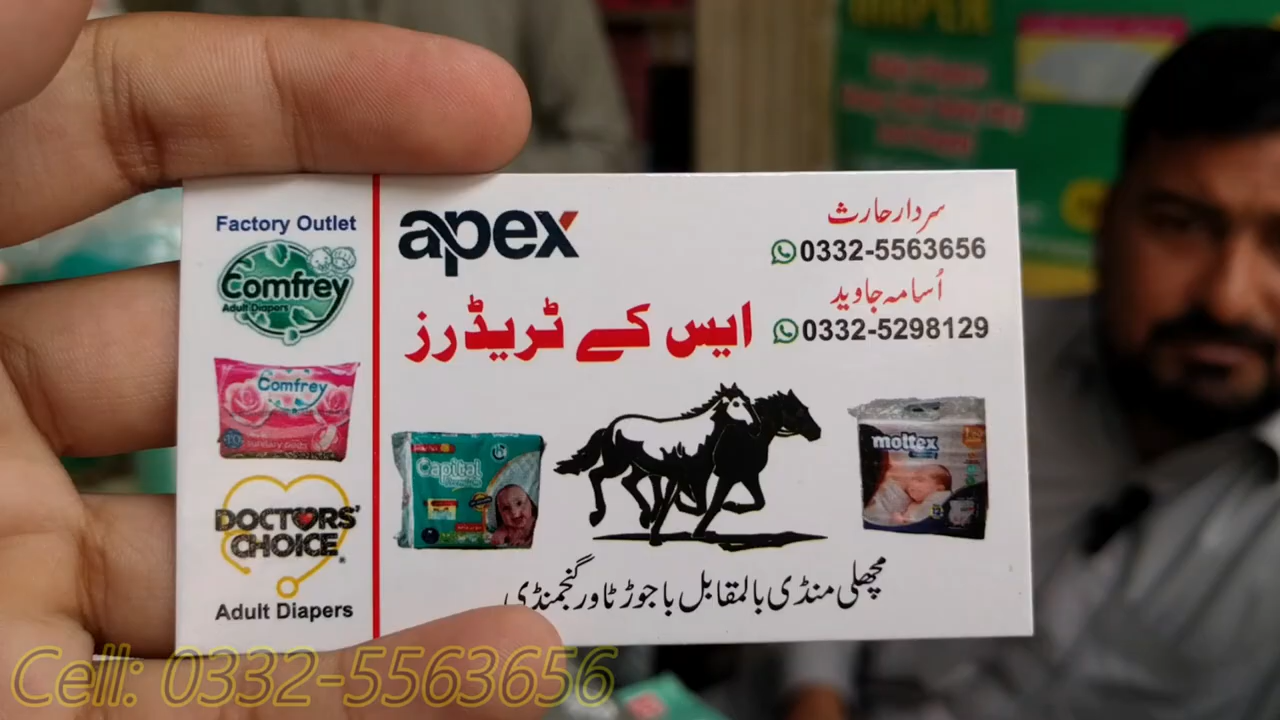 Factory Outlet
Comfrey
Adult Diapers
Comfrey
DOCTORS'
CHOICE
Adult Diapers
apex
ایس کے ٹریڈرز
سردار حارث
0332-5563656
اُسامہ جاوید
0332-5298129
Capital
moltex
مچھلی منڈی بالمقابل باجوڑ ٹاور گنجمنڈی
Cell: 0332-5563656